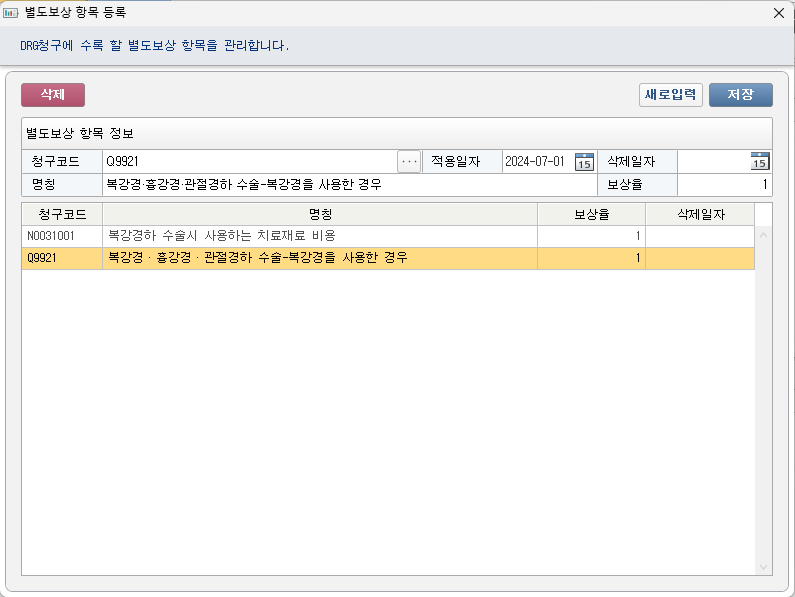 별도보상 항목 등록
DRG청구에 수록 할 별도보상 항목을 관리합니다.
삭제 새로입력 저장
별도보상 항목 정보
청구코드 Q9921 ... 적용일자 2024-07-01 15 삭제일자 15
명칭 복강경·흉강경·관절경하 수술-복강경을 사용한 경우 보상율 1
청구코드 명칭 보상율 삭제일자
N0031001 복강경하 수술시 사용하는 치료재료 비용 1
Q9921 복강경·흉강경·관절경하 수술-복강경을 사용한 경우 1